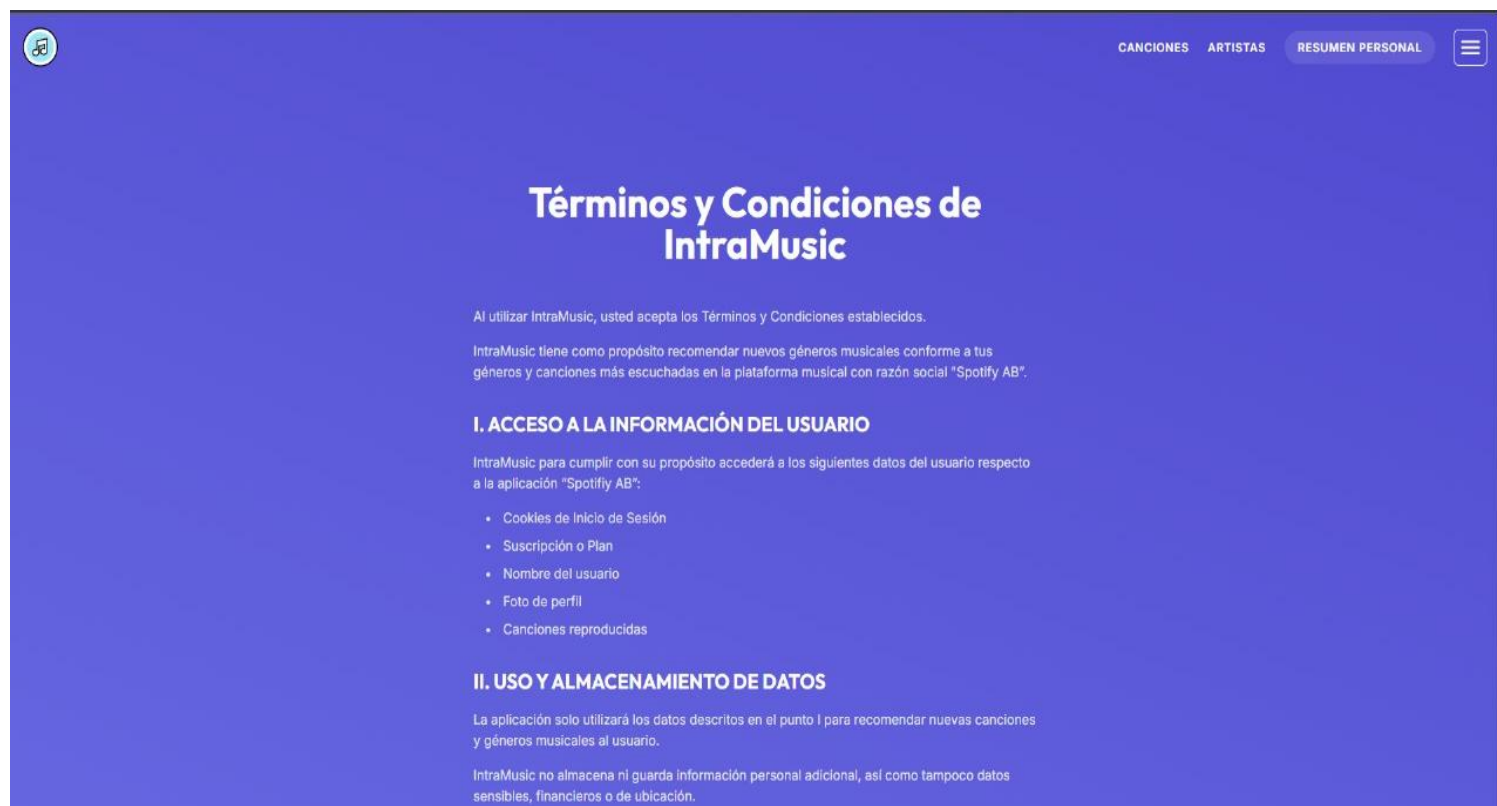 CANCIONES ARTISTAS RESUMEN PERSONAL
Términos y Condiciones de
IntraMusic
Al utilizar IntraMusic, usted acepta los Términos y Condiciones establecidos.
IntraMusic tiene como propósito recomendar nuevos géneros musicales conforme a tus
géneros y canciones más escuchadas en la plataforma musical con razón social "Spotify AB".
I. ACCESO A LA INFORMACIÓN DEL USUARIO
IntraMusic para cumplir con su propósito accederá a los siguientes datos del usuario respecto
a la aplicación "Spotifiy AB":
• Cookies de Inicio de Sesión
• Suscripción o Plan
• Nombre del usuario
• Foto de perfil
• Canciones reproducidas
II. USO Y ALMACENAMIENTO DE DATOS
La aplicación solo utilizará los datos descritos en el punto I para recomendar nuevas canciones
y géneros musicales al usuario.
IntraMusic no almacena ni guarda información personal adicional, así como tampoco datos
sensibles, financieros o de ubicación.